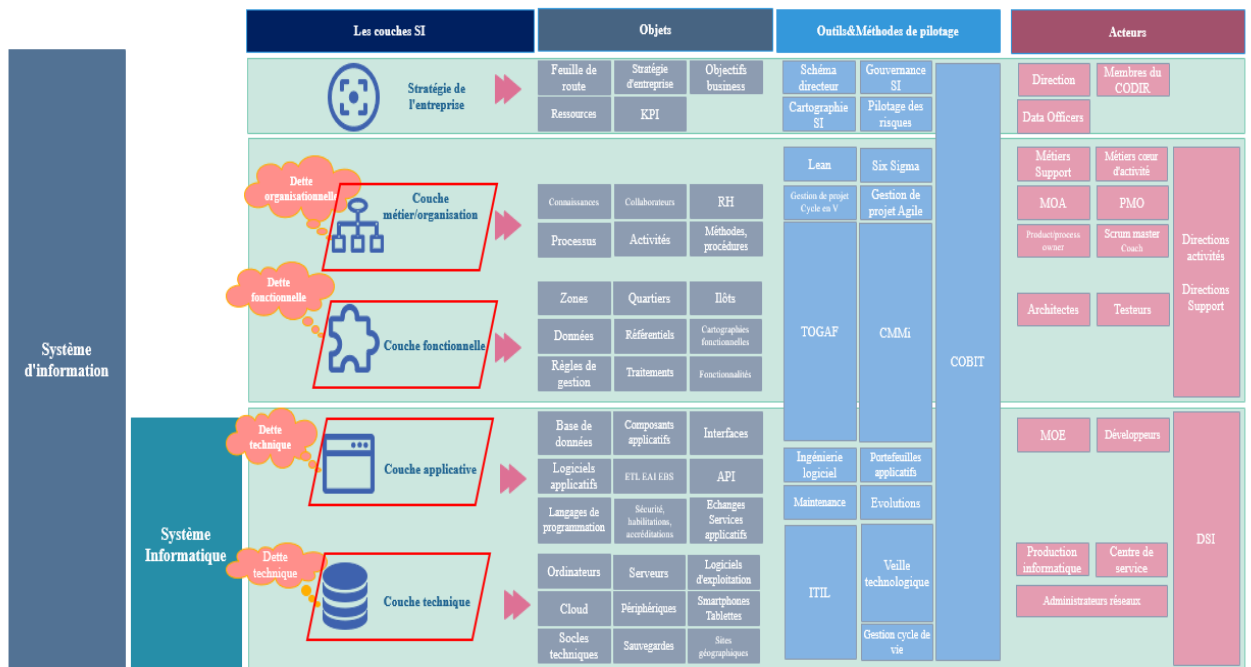 Les couches SI
Objets
Outils&Méthodes de pilotage
Acteurs
Système
d'information
Système
Informatique
Stratégie de
l'entreprise
Feuille de
route
Stratégie
d'entreprise
Objectifs
business
Ressources
KPI
Schéma
directeur
Gouvernance
SI
Cartographie
SI
Pilotage des
risques
COBIT
Direction
Membres du
CODIR
Data Officers
Dette
organisationnelle
Couche
métier/organisation
Connaissances
Collaborateurs
RH
Processus
Activités
Méthodes,
procédures
Lean
Six Sigma
Gestion de projet
Cycle en V
Gestion de
projet Agile
TOGAF
CMMi
Métiers
Support
Métiers cœur
d'activité
MOA
PMO
Product/process
owner
Scrum master
Coach
Directions
activités
Directions
Support
Dette
fonctionnelle
Couche fonctionnelle
Zones
Quartiers
Ilôts
Données
Référentiels
Cartographies
fonctionnelles
Règles de
gestion
Traitements
Fonctionnalités
Architectes
Testeurs
Dette
technique
Couche applicative
Base de
données
Composants
applicatifs
Interfaces
Logiciels
applicatifs
ETL EAI EBS
API
Langages de
programmation
Sécurité,
habilitations,
accréditations
Echanges
Services
applicatifs
Ingénierie
logiciel
Portefeuilles
applicatifs
Maintenance
Evolutions
MOE
Développeurs
DSI
Dette
technique
Couche technique
Ordinateurs
Serveurs
Logiciels
d'exploitation
Cloud
Périphériques
Smartphones
Tablettes
Socles
techniques
Sauvegardes
Sites
géographiques
ITIL
Veille
technologique
Gestion cycle de
vie
Production
informatique
Centre de
service
Administrateurs réseaux